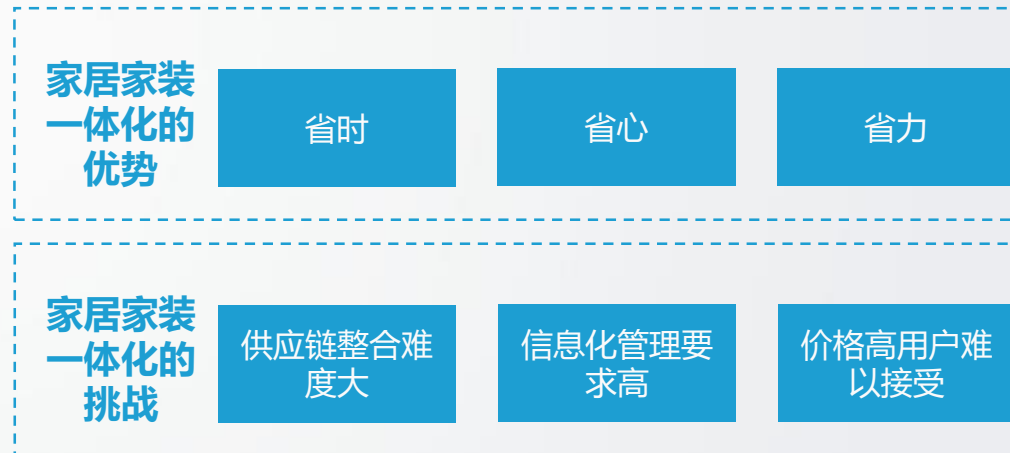 家居家装
一体化的
优势
省时
省心
省力
家居家装
一体化的
挑战
供应链整合难
度大
信息化管理要
求高
价格高用户难
以接受